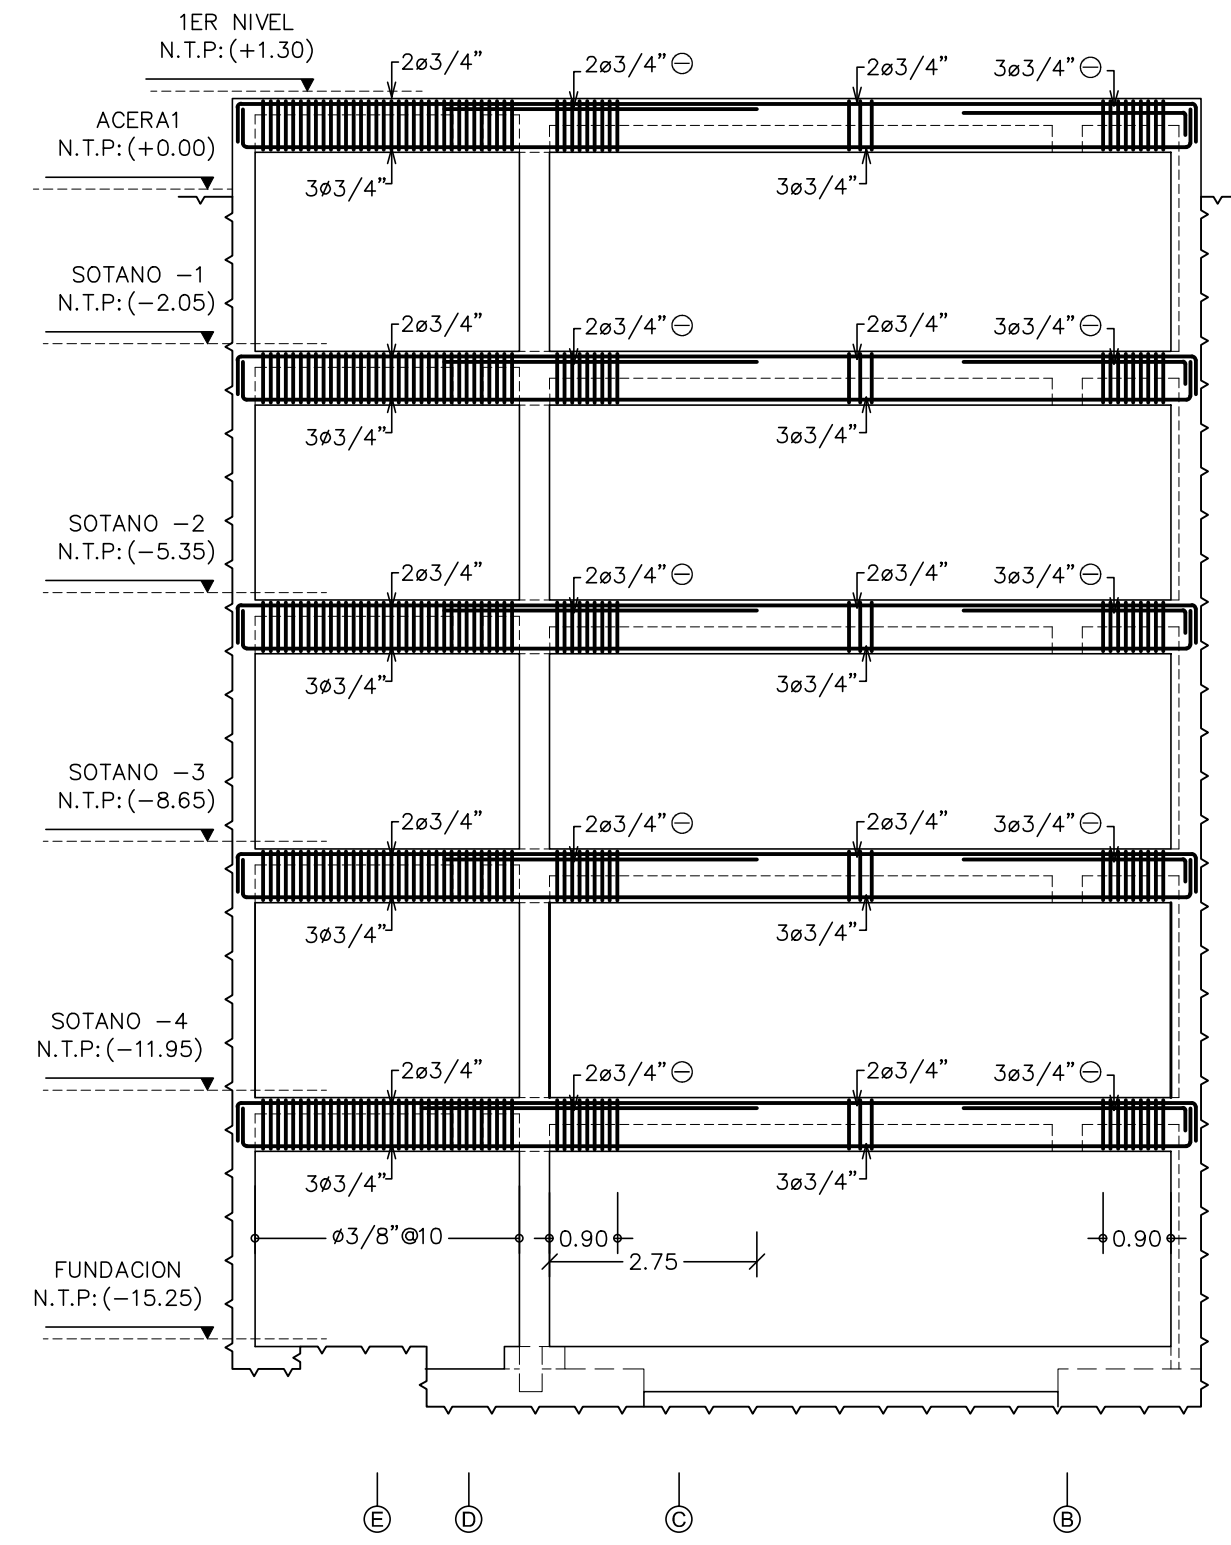 1ER NIVEL
N.T.P:(+1.30)
2ø3/4"
2ø3/4"⊖
2ø3/4"
3ø3/4"⊖
ACERA1
N.T.P:(+0.00)
3ø3/4"
3ø3/4"
SOTANO -1
N.T.P:(-2.05)
2ø3/4"
2ø3/4"⊖
2ø3/4"
3ø3/4"⊖
3ø3/4"
3ø3/4"
SOTANO -2
N.T.P:(-5.35)
2ø3/4"
2ø3/4"⊖
2ø3/4"
3ø3/4"⊖
3ø3/4"
3ø3/4"
SOTANO -3
N.T.P:(-8.65)
2ø3/4"
2ø3/4"⊖
2ø3/4"
3ø3/4"⊖
3ø3/4"
3ø3/4"
SOTANO -4
N.T.P:(-11.95)
2ø3/4"
2ø3/4"⊖
2ø3/4"
3ø3/4"⊖
3ø3/4"
3ø3/4"
ø3/8"@10
0.90
0.90
2.75
FUNDACION
N.T.P:(-15.25)
E
D
C
B